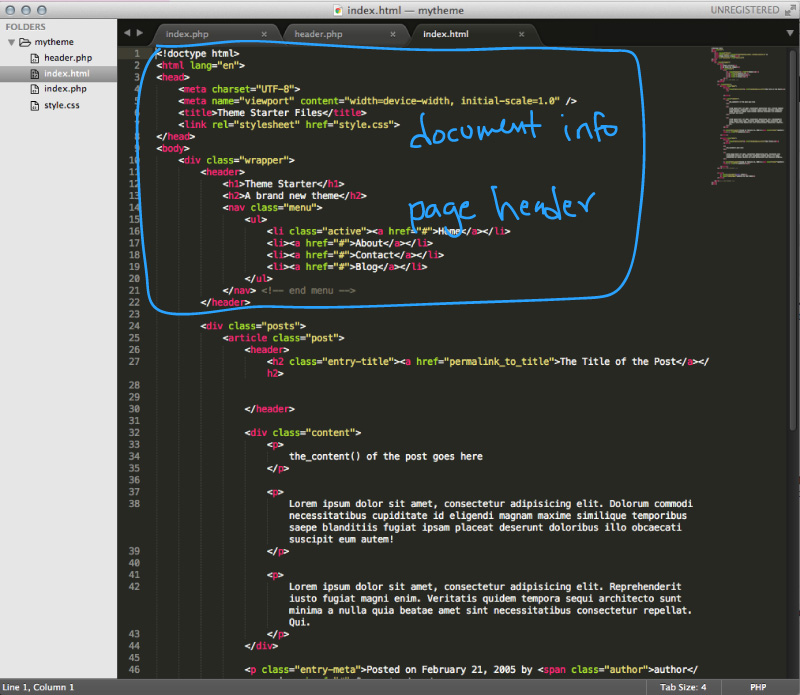 index.html — mytheme
UNREGISTERED
FOLDERS
mytheme
header.php
index.html
index.php
style.css
index.php × header.php × index.html ×
1 <!doctype html>
2 <html lang="en">
3 <head>
4 <meta charset="UTF-8">
5 <meta name="viewport" content="width=device-width, initial-scale=1.0" />
6 <title>Theme Starter Files</title>
7 <link rel="stylesheet" href="style.css">
8 </head>
document info
9 <body>
10 <div class="wrapper">
11 <header>
12 <h1>Theme Starter</h1>
13 <h2>A brand new theme</h2>
14 <nav class="menu">
page header
15 <ul>
16 <li class="active"><a href="#">Home</a></li>
17 <li><a href="#">About</a></li>
18 <li><a href="#">Contact</a></li>
19 <li><a href="#">Blog</a></li>
20 </ul>
21 </nav> <!-- end menu -->
22 </header>
23
24 <div class="posts">
25 <article class="post">
26 <header>
27 <h2 class="entry-title"><a href="permalink_to_title">The Title of the Post</a></
h2>
28
29
30 </header>
31
32 <div class="content">
33 <p>
34 the_content() of the post goes here
35 </p>
36
37 <p>
38 Lorem ipsum dolor sit amet, consectetur adipisicing elit. Dolorum commodi
necessitatibus cupiditate id eligendi magnam maxime similique temporibus
saepe blanditiis fugiat ipsam placeat deserunt doloribus illo obcaecati
suscipit eum autem!
39 </p>
40
41 <p>
42 Lorem ipsum dolor sit amet, consectetur adipisicing elit. Reprehenderit
iusto fugiat magni enim. Veritatis quidem tempora sequi architecto sunt
minima a nulla quia beatae amet sint necessitatibus consectetur repellat.
Qui.
43 </p>
44 </div>
45
46 <p class="entry-meta">Posted on February 21, 2005 by <span class="author">author</
Line 1, Column 1
Tab Size: 4
PHP